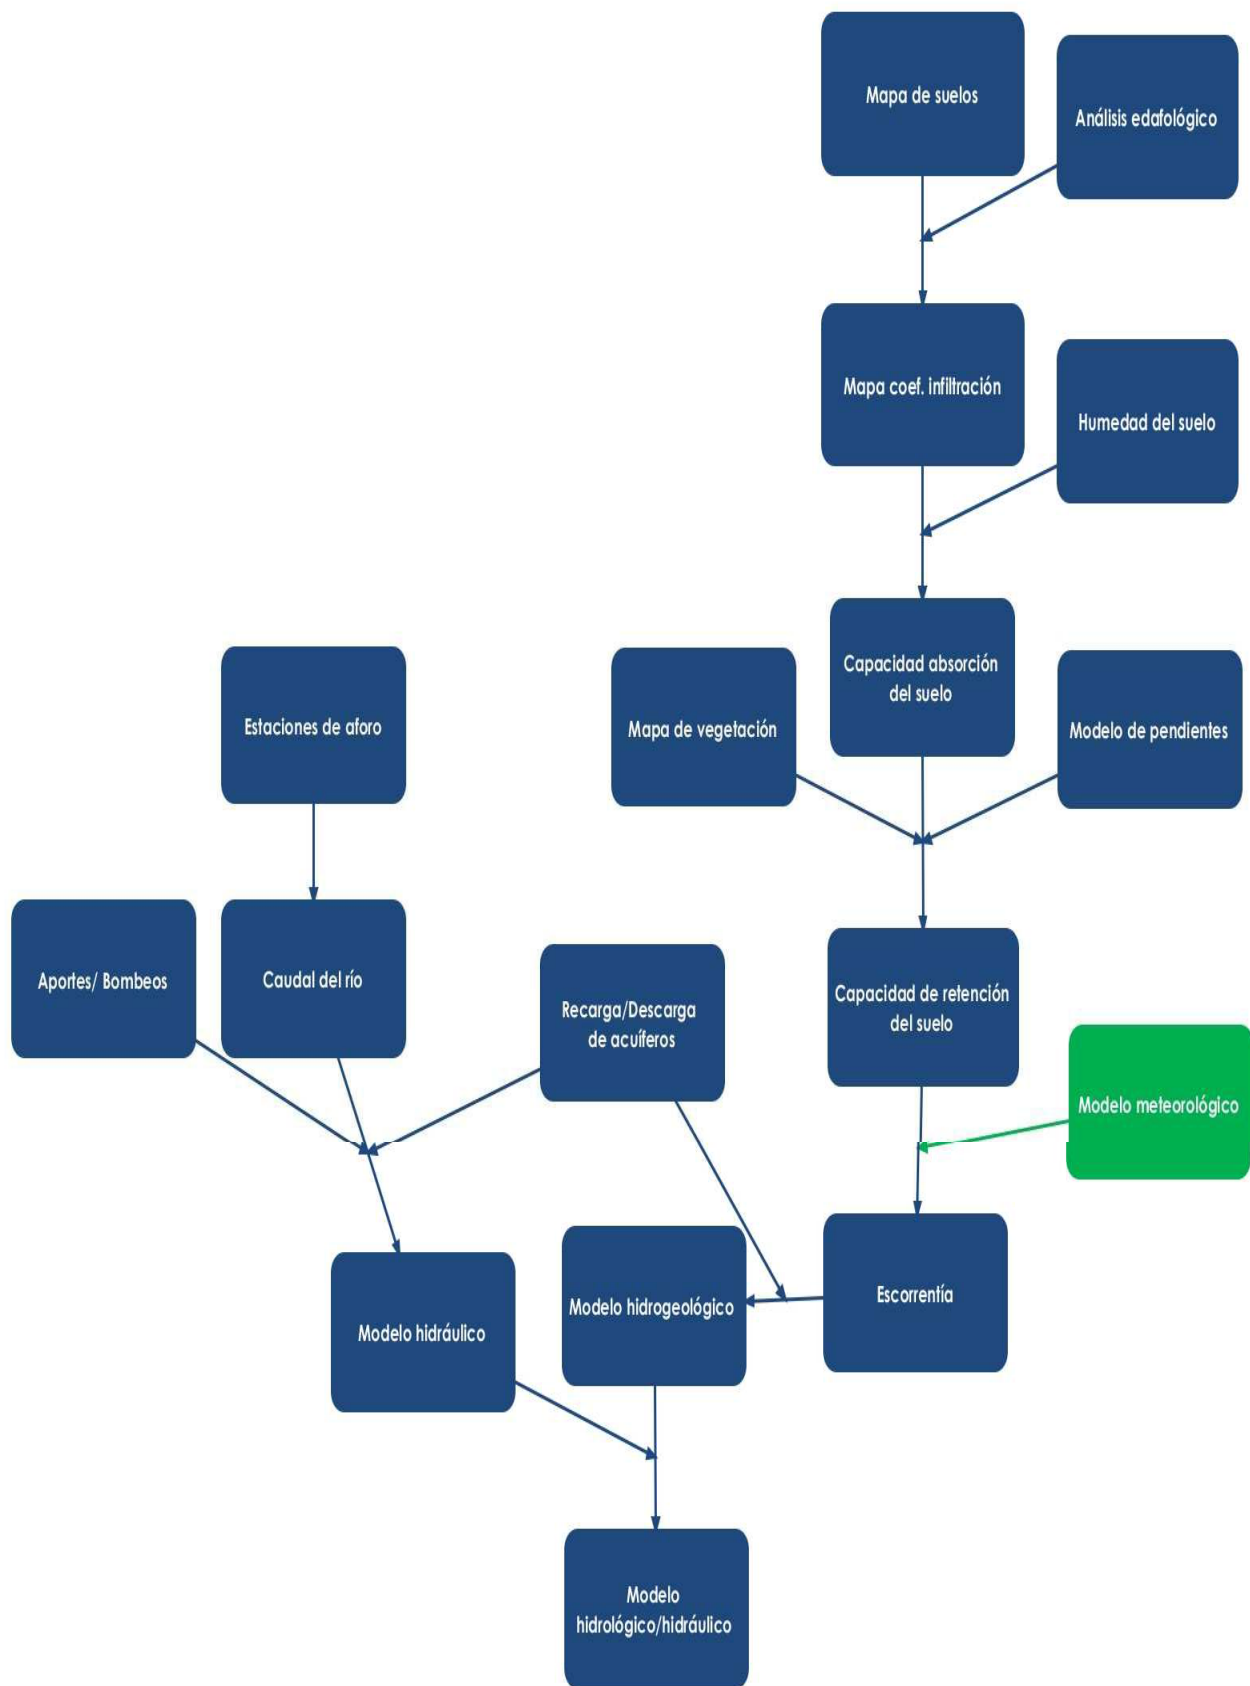 Mapa de suelos
Análisis edafológico
Mapa coef. infiltración
Humedad del suelo
Capacidad absorción
del suelo
Estaciones de aforo
Mapa de vegetación
Modelo de pendientes
Aportes/ Bombeos
Caudal del río
Recarga/Descarga
de acuíferos
Capacidad de retención
del suelo
Modelo meteorológico
Modelo hidráulico
Modelo hidrogeológico
Escorrentía
Modelo
hidrológico/hidráulico